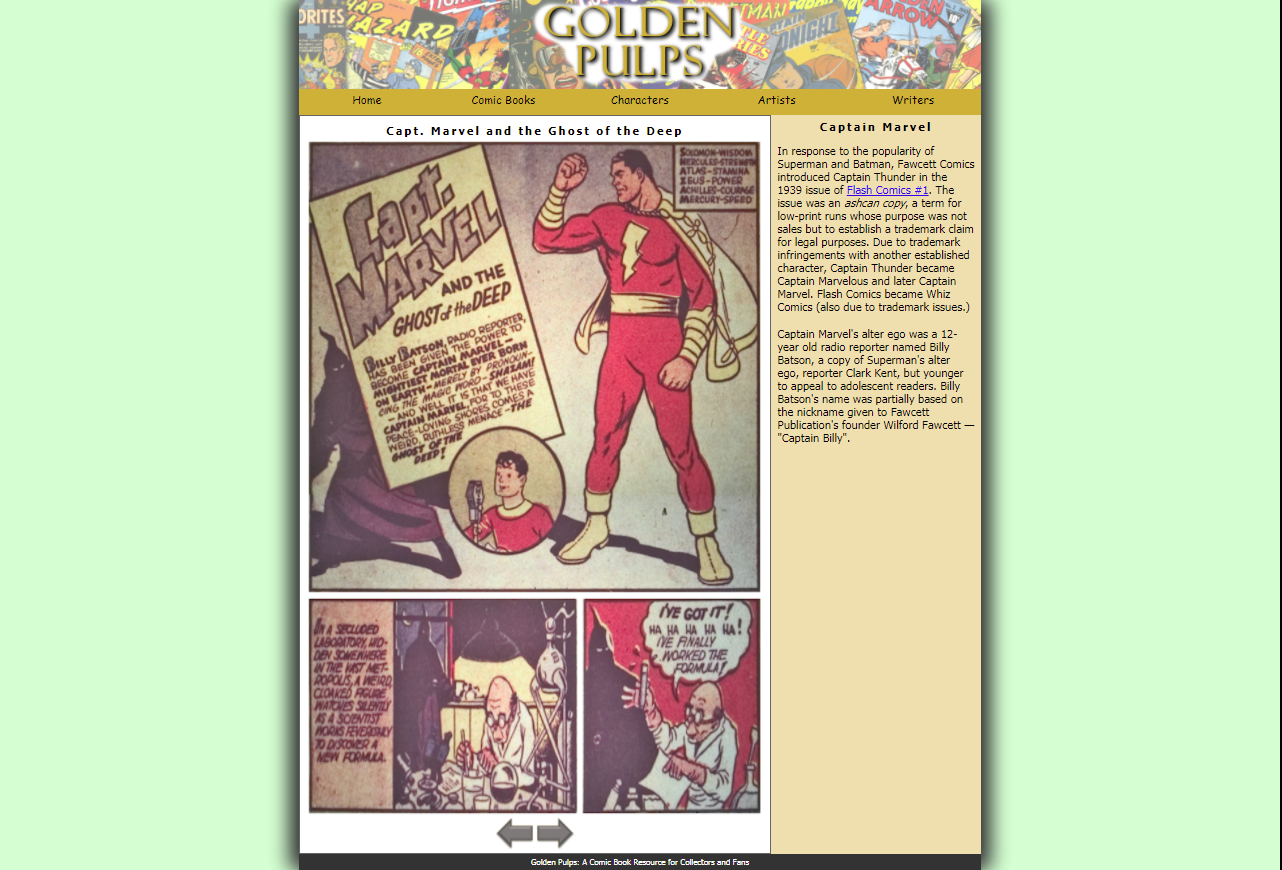 ORITES
HAZARD
GOLDEN
PULPS
MIDNIGHT
ARROW
Home Comic Books Characters Artists Writers
Capt. Marvel and the Ghost of the Deep
Capt.
MARVEL
AND THE
GHOST of the DEEP
BILLY BATSON, RADIO REPORTER,
HAS BEEN GIVEN THE POWER TO
BECOME CAPTAIN MARVEL —
MIGHTIEST MORTAL EVER BORN
ON EARTH — MERELY BY PRONOUN-
CING THE MAGIC WORD - SHAZAM!
— AND WELL IT IS THAT WE HAVE
CAPTAIN MARVEL, FOR TO THESE
PEACE-LOVING SHORES COMES A
WEIRD, RUTHLESS MENACE - THE
GHOST OF THE
DEEP!
SOLOMON-WISDOM
HERCULES-STRENGTH
ATLAS-STAMINA
ZEUS-POWER
ACHILLES-COURAGE
MERCURY-SPEED
IN A SECLUDED
LABORATORY, HID-
DEN SOMEWHERE
IN THE VAST MET-
ROPOLIS, A WEIRD,
CLOAKED FIGURE
WATCHES SILENTLY
AS A SCIENTIST
WORKS FEVERISHLY
TO DISCOVER A
NEW FORMULA.
I'VE GOT IT!
HA HA HA HA HA!
I'VE FINALLY
WORKED THE
FORMULA!
Captain Marvel
In response to the popularity of
Superman and Batman, Fawcett Comics
introduced Captain Thunder in the
1939 issue of Flash Comics #1. The
issue was an ashcan copy, a term for
low-print runs whose purpose was not
sales but to establish a trademark claim
for legal purposes. Due to trademark
infringements with another established
character, Captain Thunder became
Captain Marvelous and later Captain
Marvel. Flash Comics became Whiz
Comics (also due to trademark issues.)
Captain Marvel's alter ego was a 12-
year old radio reporter named Billy
Batson, a copy of Superman's alter
ego, reporter Clark Kent, but younger
to appeal to adolescent readers. Billy
Batson's name was partially based on
the nickname given to Fawcett
Publication's founder Wilford Fawcett —
"Captain Billy".
Golden Pulps: A Comic Book Resource for Collectors and Fans